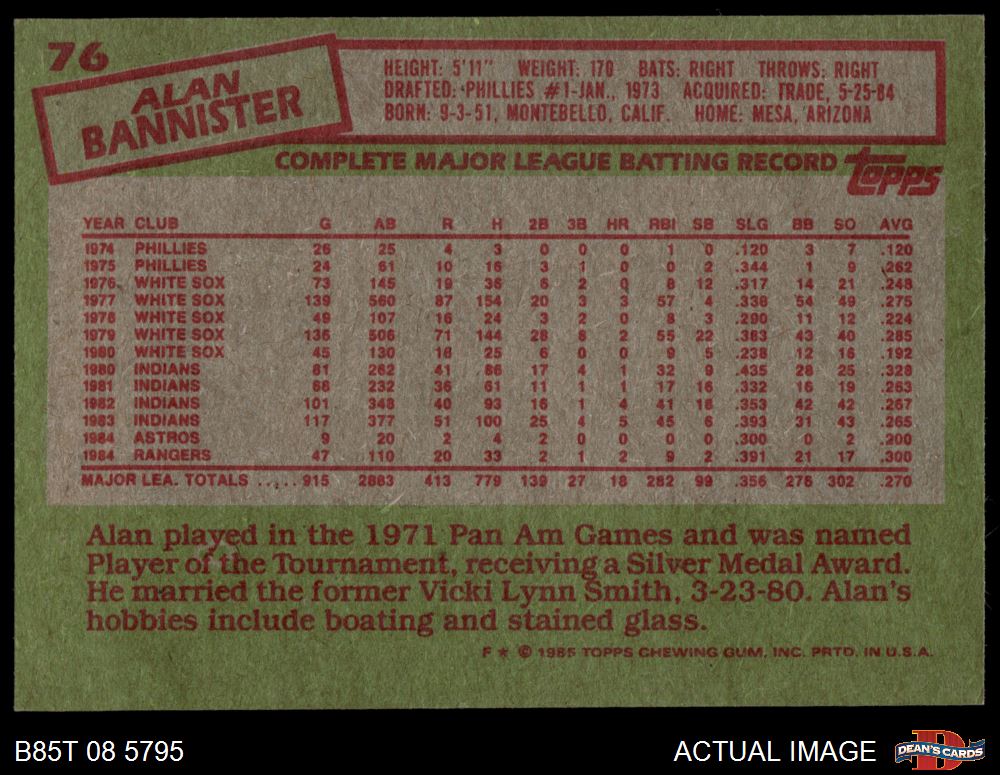 76
ALAN
BANNISTER
HEIGHT: 5'11" WEIGHT: 170 BATS: RIGHT THROWS: RIGHT
DRAFTED: PHILLIES #1-JAN., 1973 ACQUIRED: TRADE, 5-25-84
BORN: 9-3-51, MONTEBELLO, CALIF. HOME: MESA, ARIZONA
COMPLETE MAJOR LEAGUE BATTING RECORD topps
YEAR CLUB G AB R H 2B 3B HR RBI SB SLG BB SO AVG
1974 PHILLIES 26 25 4 3 0 0 0 1 0 .120 3 7 .120
1975 PHILLIES 24 61 10 16 3 1 0 0 2 .344 1 9 .262
1976 WHITE SOX 73 145 19 36 6 2 0 8 12 .317 14 21 .248
1977 WHITE SOX 139 560 87 154 20 3 3 57 4 .338 54 49 .275
1978 WHITE SOX 49 107 16 24 3 2 0 8 3 .290 11 12 .224
1979 WHITE SOX 136 506 71 144 28 8 2 55 22 .383 43 40 .285
1980 WHITE SOX 45 130 16 25 6 0 0 9 5 .238 12 16 .192
1980 INDIANS 81 262 41 86 17 4 1 32 9 .435 28 25 .328
1981 INDIANS 68 232 36 61 11 1 1 17 16 .332 16 19 .263
1982 INDIANS 101 348 40 93 16 1 4 41 18 .353 42 42 .267
1983 INDIANS 117 377 51 100 25 4 5 45 6 .393 31 43 .265
1984 ASTROS 9 20 2 4 2 0 0 0 0 .300 0 2 .200
1984 RANGERS 47 110 20 33 2 1 2 9 2 .391 21 17 .300
MAJOR LEA. TOTALS ..... 915 2883 413 779 139 27 18 282 99 .356 276 302 .270
Alan played in the 1971 Pan Am Games and was named
Player of the Tournament, receiving a Silver Medal Award.
He married the former Vicki Lynn Smith, 3-23-80. Alan's
hobbies include boating and stained glass.
F * © 1985 TOPPS CHEWING GUM, INC. PRTD. IN U.S.A.
B85T 08 5795 ACTUAL IMAGE DEAN'S CARDS